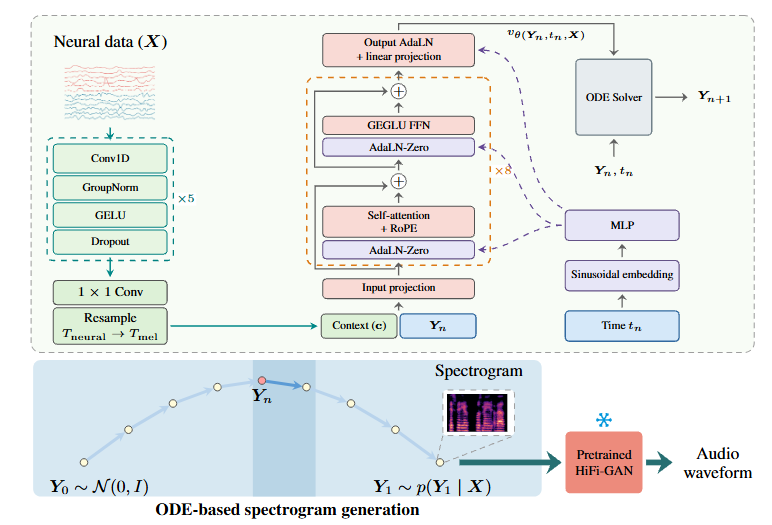 Neural data (X)
Conv1D
GroupNorm
GELU
Dropout
×5
1 × 1 Conv
Resample
T_neural → T_mel
Output AdaLN
+ linear projection
GEGLU FFN
AdaLN-Zero
×8
Self-attention
+ RoPE
AdaLN-Zero
Input projection
Context (c)
Y_n
v_θ(Y_n, t_n, X)
ODE Solver
Y_{n+1}
Y_n, t_n
MLP
Sinusoidal embedding
Time t_n
Y_n
Spectrogram
Y_0 ∼ 𝒩(0, I)
Y_1 ∼ p(Y_1 | X)
Pretrained
HiFi-GAN
Audio
waveform
ODE-based spectrogram generation